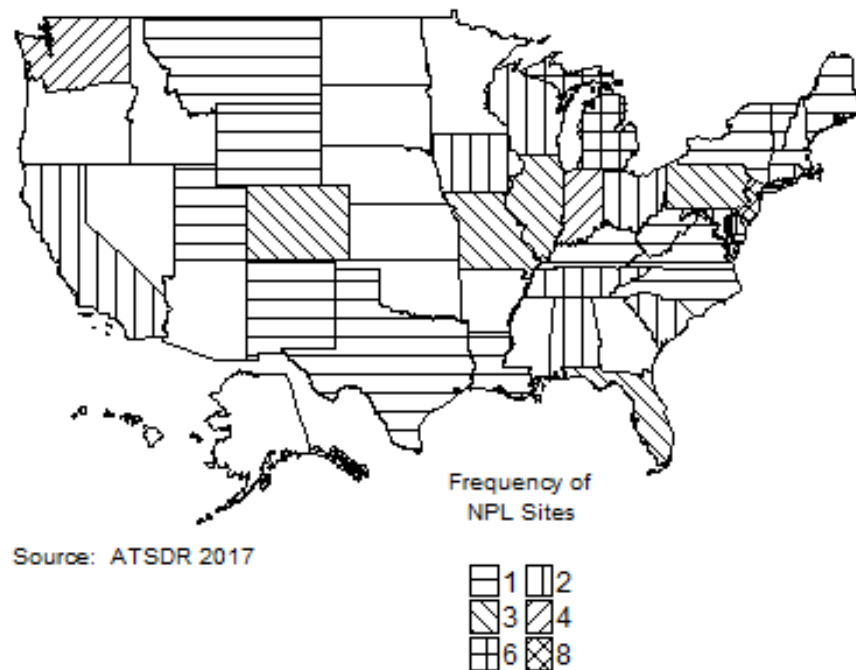 Frequency of
NPL Sites
Source: ATSDR 2017
1 2
3 4
6 8